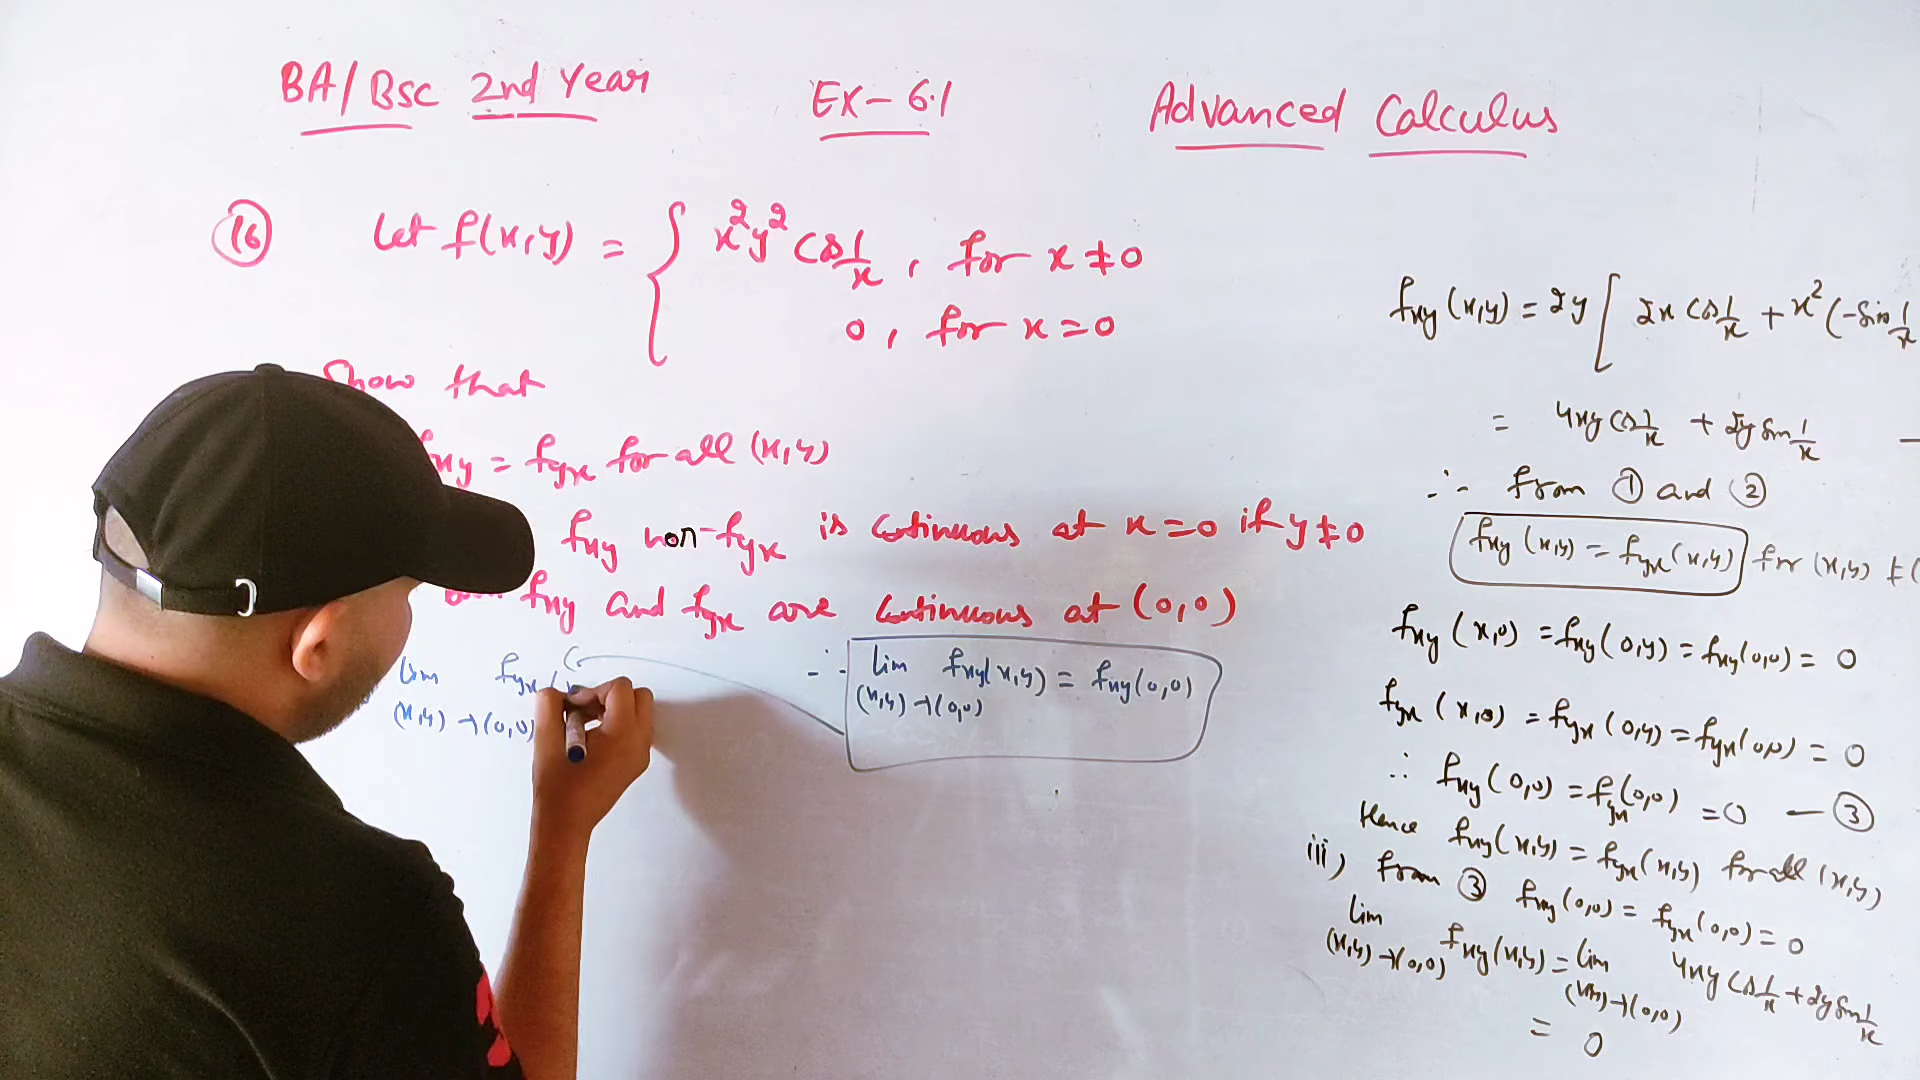 BA/Bsc 2nd Year EX-6.1 Advanced Calculus
(16) Let f(x,y) = { x²y² cos 1/x , for x ≠ 0
0 , for x = 0
Show that
fxy = fyx for all (x,y)
fxy non-fyx is continuous at x=0 if y≠0
fxy and fyx are continuous at (0,0)
lim fyx(x
(x,y)→(0,0)
∴ lim fxy(x,y) = fxy(0,0)
(x,y)→(0,0)
fxy(x,y) = 2y [ 2x cos 1/x + x² (-sin 1/x
= 4xy cos 1/x + 2y sin 1/x —
∴ from ① and ②
fxy(x,y) = fyx(x,y) for (x,y) ≠ (
fxy(x,0) = fxy(0,y) = fxy(0,0) = 0
fyx(x,0) = fyx(0,y) = fyx(0,0) = 0
∴ fxy(0,0) = fyx(0,0) = 0 — ③
Hence fxy(x,y) = fyx(x,y) for all (x,y)
iii) from ③ fxy(0,0) = fyx(0,0) = 0
lim fxy(x,y) = lim 4xy cos 1/x + 2y sin 1/x
(x,y)→(0,0) (x,y)→(0,0)
= 0